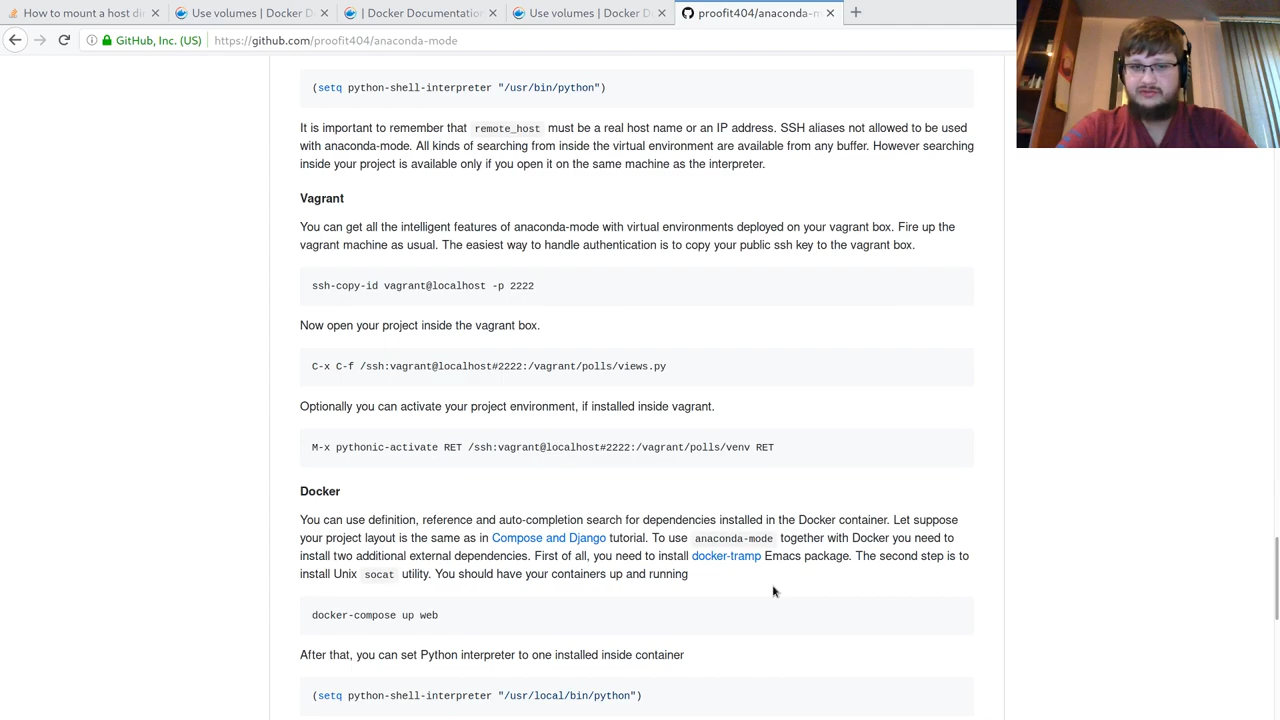 How to mount a host di
Use volumes | Docker D
| Docker Documentatio
Use volumes | Docker D
proofit404/anaconda-m
GitHub, Inc. (US)
https://github.com/proofit404/anaconda-mode
(setq python-shell-interpreter "/usr/bin/python")
It is important to remember that remote_host must be a real host name or an IP address. SSH aliases not allowed to be used
with anaconda-mode. All kinds of searching from inside the virtual environment are available from any buffer. However searching
inside your project is available only if you open it on the same machine as the interpreter.
Vagrant
You can get all the intelligent features of anaconda-mode with virtual environments deployed on your vagrant box. Fire up the
vagrant machine as usual. The easiest way to handle authentication is to copy your public ssh key to the vagrant box.
ssh-copy-id vagrant@localhost -p 2222
Now open your project inside the vagrant box.
C-x C-f /ssh:vagrant@localhost#2222:/vagrant/polls/views.py
Optionally you can activate your project environment, if installed inside vagrant.
M-x pythonic-activate RET /ssh:vagrant@localhost#2222:/vagrant/polls/venv RET
Docker
You can use definition, reference and auto-completion search for dependencies installed in the Docker container. Let suppose
your project layout is the same as in Compose and Django tutorial. To use anaconda-mode together with Docker you need to
install two additional external dependencies. First of all, you need to install docker-tramp Emacs package. The second step is to
install Unix socat utility. You should have your containers up and running
docker-compose up web
After that, you can set Python interpreter to one installed inside container
(setq python-shell-interpreter "/usr/local/bin/python")